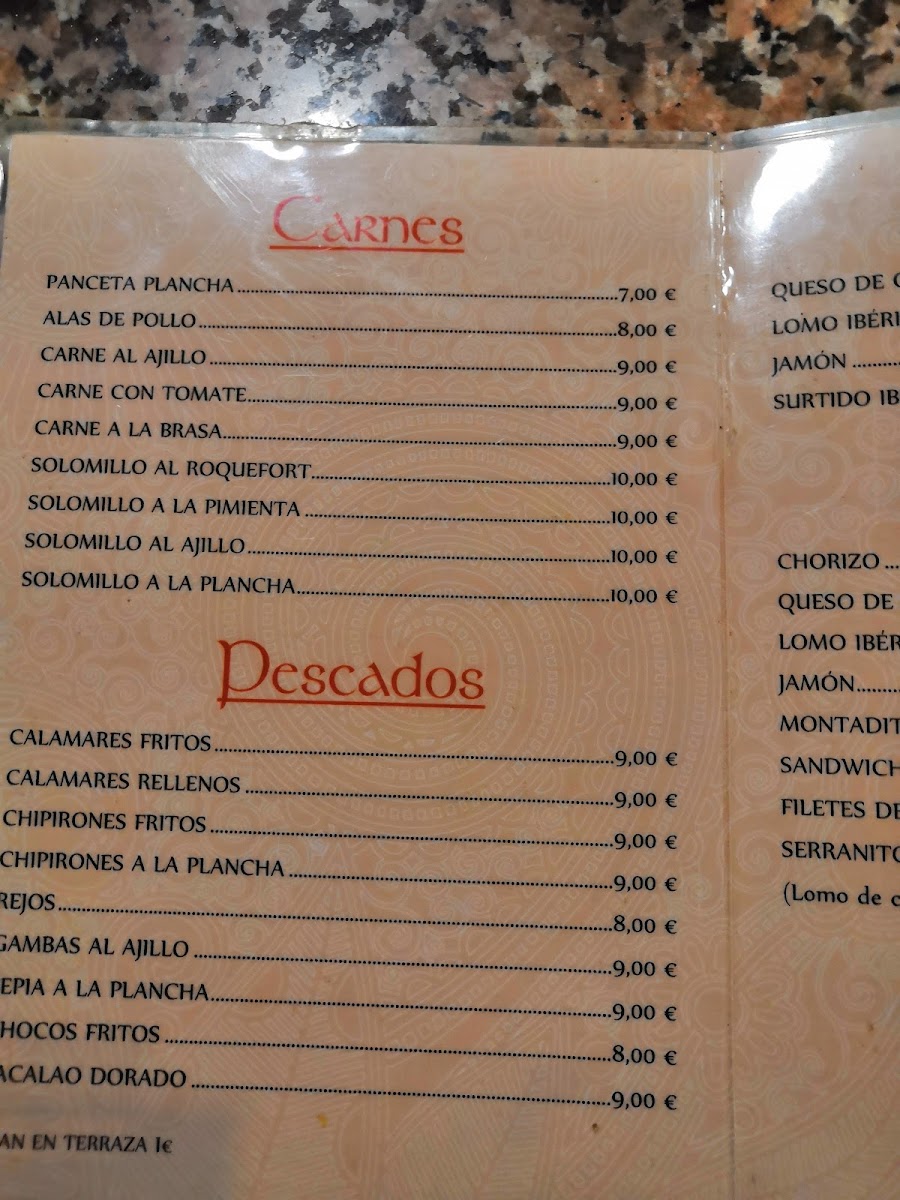 Carnes
PANCETA PLANCHA 7,00 €
ALAS DE POLLO 8,00 €
CARNE AL AJILLO 9,00 €
CARNE CON TOMATE 9,00 €
CARNE A LA BRASA 9,00 €
SOLOMILLO AL ROQUEFORT 10,00 €
SOLOMILLO A LA PIMIENTA 10,00 €
SOLOMILLO AL AJILLO 10,00 €
SOLOMILLO A LA PLANCHA 10,00 €
Pescados
CALAMARES FRITOS 9,00 €
CALAMARES RELLENOS 9,00 €
CHIPIRONES FRITOS 9,00 €
CHIPIRONES A LA PLANCHA 9,00 €
REJOS 8,00 €
GAMBAS AL AJILLO 9,00 €
EPIA A LA PLANCHA 9,00 €
HOCOS FRITOS 8,00 €
ACALAO DORADO 9,00 €
AN EN TERRAZA 1€
QUESO DE
LOMO IBÉRI
JAMÓN
SURTIDO IB
CHORIZO
QUESO DE
LOMO IBÉR
JAMÓN
MONTADIT
SANDWICH
FILETES DE
SERRANITO
(Lomo de c